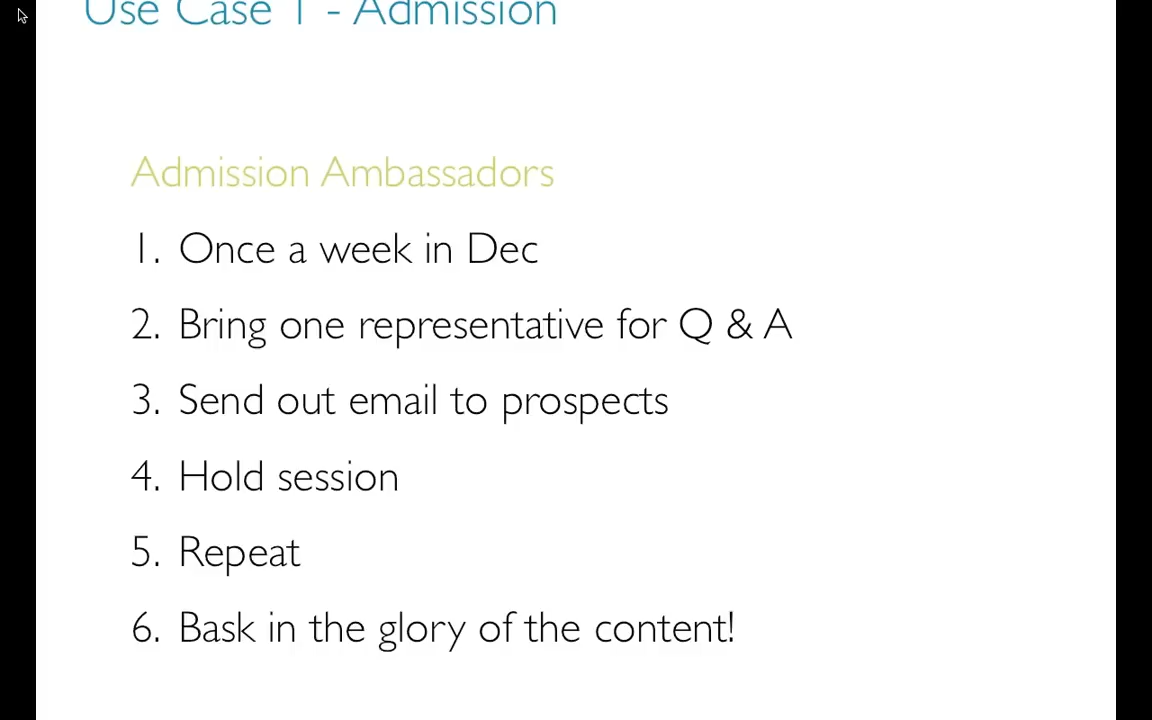 Use Case 1 - Admission
Admission Ambassadors
1. Once a week in Dec
2. Bring one representative for Q & A
3. Send out email to prospects
4. Hold session
5. Repeat
6. Bask in the glory of the content!